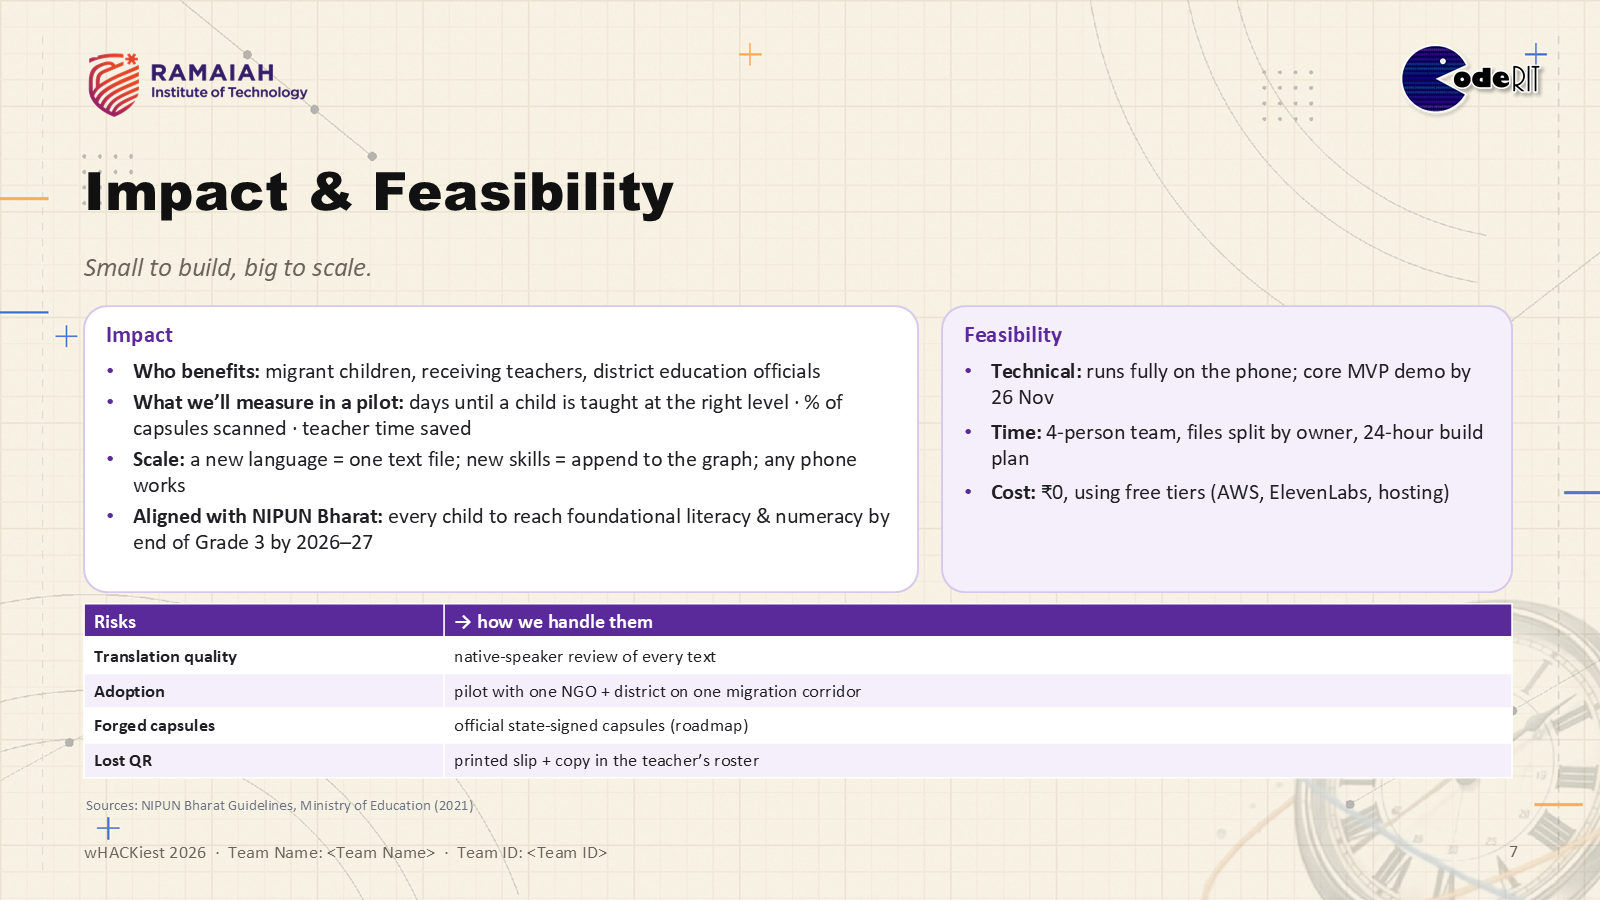 RAMAIAH
Institute of Technology
odeRIT
Impact & Feasibility
Small to build, big to scale.
Impact
• Who benefits: migrant children, receiving teachers, district education officials
• What we’ll measure in a pilot: days until a child is taught at the right level · % of
capsules scanned · teacher time saved
• Scale: a new language = one text file; new skills = append to the graph; any phone
works
• Aligned with NIPUN Bharat: every child to reach foundational literacy & numeracy by
end of Grade 3 by 2026–27
Feasibility
• Technical: runs fully on the phone; core MVP demo by
26 Nov
• Time: 4-person team, files split by owner, 24-hour build
plan
• Cost: ₹0, using free tiers (AWS, ElevenLabs, hosting)
Risks → how we handle them
Translation quality native-speaker review of every text
Adoption pilot with one NGO + district on one migration corridor
Forged capsules official state-signed capsules (roadmap)
Lost QR printed slip + copy in the teacher’s roster
Sources: NIPUN Bharat Guidelines, Ministry of Education (2021)
wHACKiest 2026 · Team Name: <Team Name> · Team ID: <Team ID>
7